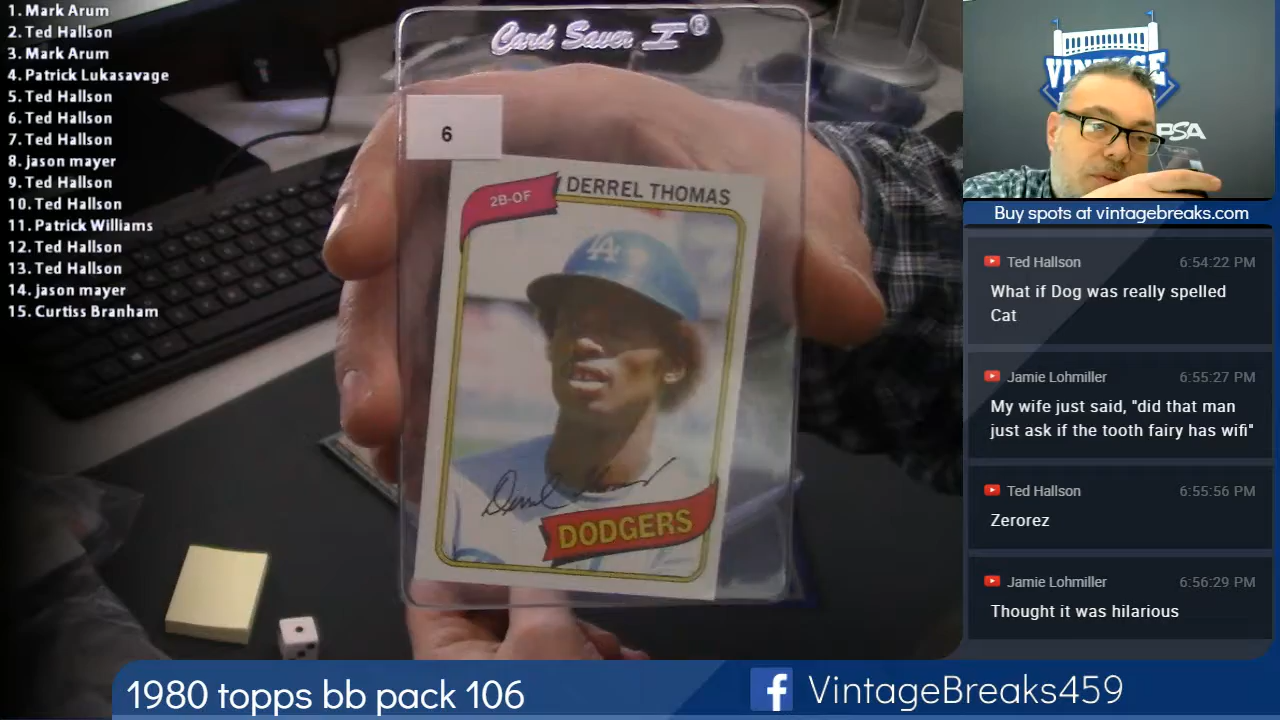 1. Mark Arum
2. Ted Hallson
3. Mark Arum
4. Patrick Lukasavage
5. Ted Hallson
6. Ted Hallson
7. Ted Hallson
8. jason mayer
9. Ted Hallson
10. Ted Hallson
11. Patrick Williams
12. Ted Hallson
13. Ted Hallson
14. jason mayer
15. Curtiss Branham
Card Saver I®
6
2B-OF
DERREL THOMAS
LA
DODGERS
VINTAGE
PSA
Buy spots at vintagebreaks.com
Ted Hallson 6:54:22 PM
What if Dog was really spelled
Cat
Jamie Lohmiller 6:55:27 PM
My wife just said, "did that man
just ask if the tooth fairy has wifi"
Ted Hallson 6:55:56 PM
Zerorez
Jamie Lohmiller 6:56:29 PM
Thought it was hilarious
1980 topps bb pack 106
f VintageBreaks459